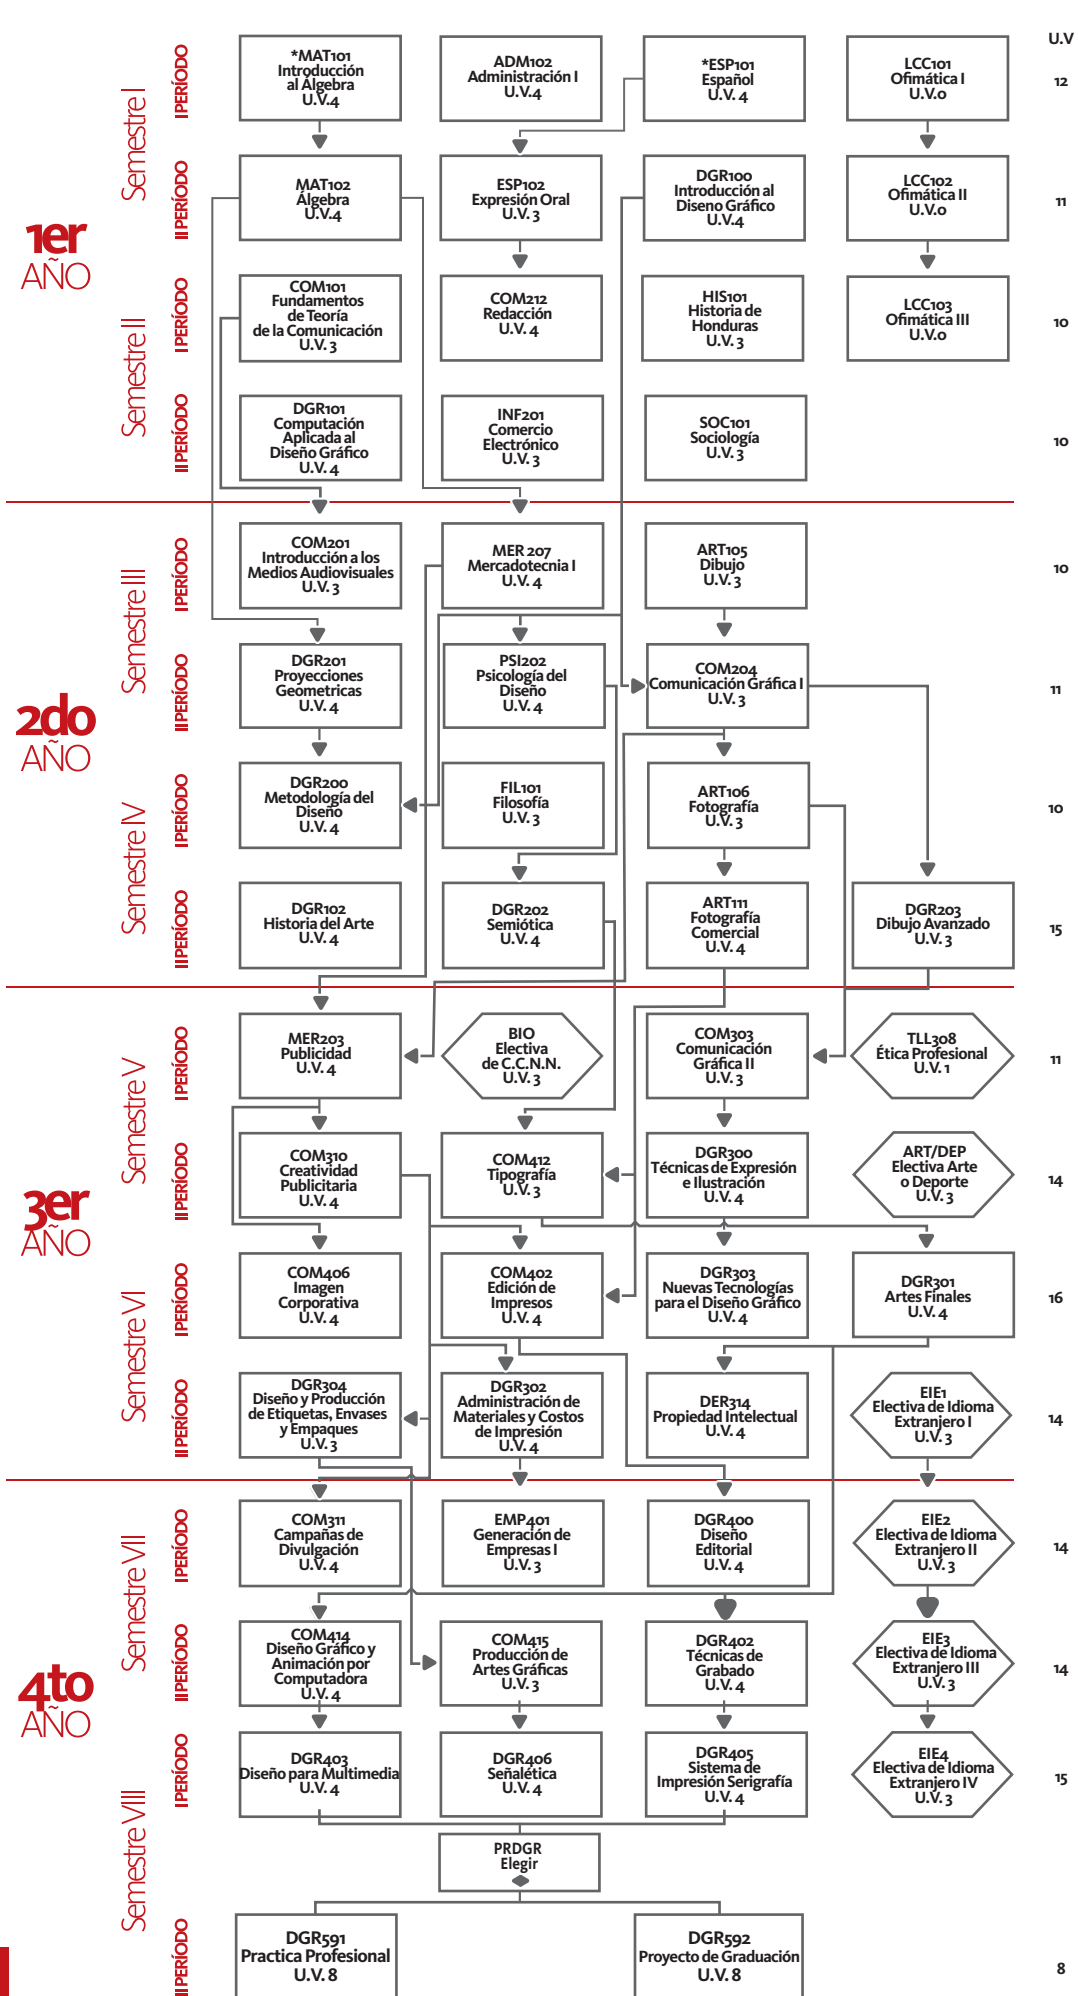 U.V
1er
AÑO
Semestre I
I PERÍODO
*MAT101
Introducción
al Álgebra
U.V.4
ADM102
Administración I
U.V.4
*ESP101
Español
U.V. 4
LCC101
Ofimática I
U.V.0
12
II PERÍODO
MAT102
Álgebra
U.V.4
ESP102
Expresión Oral
U.V. 3
DGR100
Introducción al
Diseno Gráfico
U.V.4
LCC102
Ofimática II
U.V.0
11
Semestre II
I PERÍODO
COM101
Fundamentos
de Teoría
de la Comunicación
U.V. 3
COM212
Redacción
U.V. 4
HIS101
Historia de
Honduras
U.V. 3
LCC103
Ofimática III
U.V.0
10
II PERÍODO
DGR101
Computación
Aplicada al
Diseño Gráfico
U.V. 4
INF201
Comercio
Electrónico
U.V. 3
SOC101
Sociología
U.V. 3
10
2do
AÑO
Semestre III
I PERÍODO
COM201
Introducción a los
Medios Audiovisuales
U.V. 3
MER 207
Mercadotecnia I
U.V. 4
ART105
Dibujo
U.V. 3
10
II PERÍODO
DGR201
Proyecciones
Geometricas
U.V. 4
PSI202
Psicología del
Diseño
U.V. 4
COM204
Comunicación Gráfica I
U.V. 3
11
Semestre IV
I PERÍODO
DGR200
Metodología del
Diseño
U.V. 4
FIL101
Filosofía
U.V. 3
ART106
Fotografía
U.V. 3
10
II PERÍODO
DGR102
Historia del Arte
U.V. 4
DGR202
Semiótica
U.V. 4
ART111
Fotografía
Comercial
U.V. 4
DGR203
Dibujo Avanzado
U.V. 3
15
3er
AÑO
Semestre V
I PERÍODO
MER203
Publicidad
U.V. 4
BIO
Electiva
de C.C.N.N.
U.V. 3
COM303
Comunicación
Gráfica II
U.V. 3
TLL308
Ética Profesional
U.V. 1
11
II PERÍODO
COM310
Creatividad
Publicitaria
U.V. 4
COM412
Tipografía
U.V. 3
DGR300
Técnicas de Expresión
e Ilustración
U.V. 4
ART/DEP
Electiva Arte
o Deporte
U.V. 3
14
Semestre VI
I PERÍODO
COM406
Imagen
Corporativa
U.V. 4
COM402
Edición de
Impresos
U.V. 4
DGR303
Nuevas Tecnologías
para el Diseño Gráfico
U.V. 4
DGR301
Artes Finales
U.V. 4
16
II PERÍODO
DGR304
Diseño y Producción
de Etiquetas, Envases
y Empaques
U.V. 3
DGR302
Administración de
Materiales y Costos
de Impresión
U.V. 4
DER314
Propiedad Intelectual
U.V. 4
EIE1
Electiva de Idioma
Extranjero I
U.V. 3
14
4to
AÑO
Semestre VII
I PERÍODO
COM311
Campañas de
Divulgación
U.V. 4
EMP401
Generación de
Empresas I
U.V. 3
DGR400
Diseño
Editorial
U.V. 4
EIE2
Electiva de Idioma
Extranjero II
U.V. 3
14
II PERÍODO
COM414
Diseño Gráfico y
Animación por
Computadora
U.V. 4
COM415
Producción de
Artes Gráficas
U.V. 3
DGR402
Técnicas de
Grabado
U.V. 4
EIE3
Electiva de Idioma
Extranjero III
U.V. 3
14
Semestre VIII
I PERÍODO
DGR403
Diseño para Multimedia
U.V. 4
DGR406
Señalética
U.V. 4
DGR405
Sistema de
Impresión Serigrafía
U.V. 4
EIE4
Electiva de Idioma
Extranjero IV
U.V. 3
15
PRDGR
Elegir
II PERÍODO
DGR591
Practica Profesional
U.V. 8
DGR592
Proyecto de Graduación
U.V. 8
8